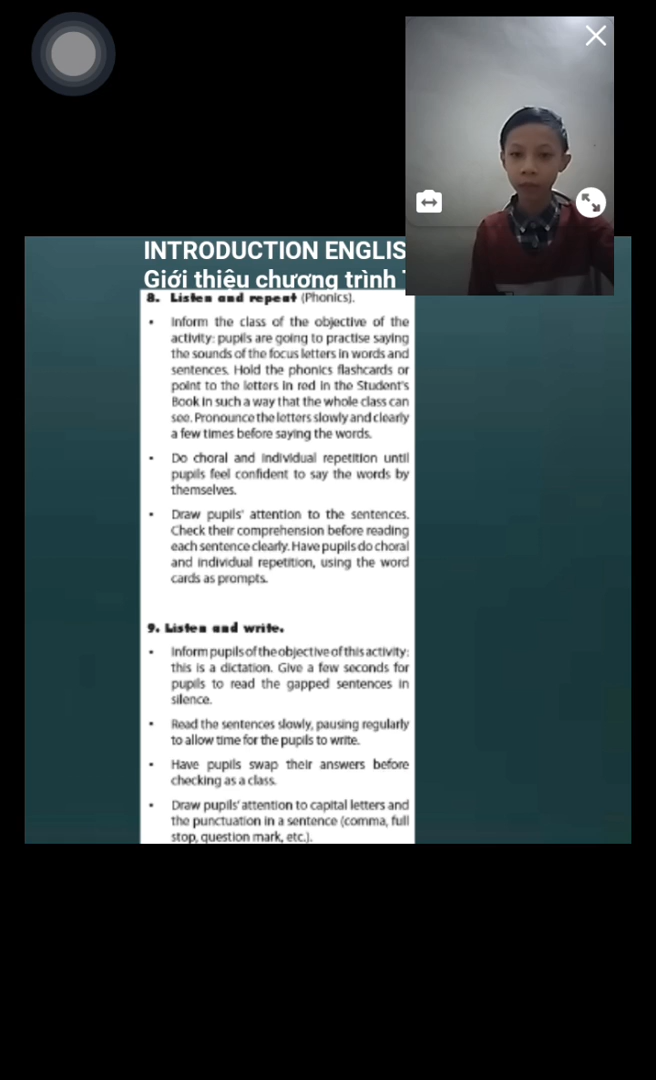 INTRODUCTION ENGLIS
Giới thiệu chương trình
8. Listen and repeat (Phonics).
• Inform the class of the objective of the
activity: pupils are going to practise saying
the sounds of the focus letters in words and
sentences. Hold the phonics flashcards or
point to the letters in red in the Student's
Book in such a way that the whole class can
see. Pronounce the letters slowly and clearly
a few times before saying the words.
• Do choral and individual repetition until
pupils feel confident to say the words by
themselves.
• Draw pupils' attention to the sentences.
Check their comprehension before reading
each sentence clearly. Have pupils do choral
and individual repetition, using the word
cards as prompts.
9. Listen and write.
• Inform pupils of the objective of this activity:
this is a dictation. Give a few seconds for
pupils to read the gapped sentences in
silence.
• Read the sentences slowly, pausing regularly
to allow time for the pupils to write.
• Have pupils swap their answers before
checking as a class.
• Draw pupils' attention to capital letters and
the punctuation in a sentence (comma, full
stop, question mark, etc.).